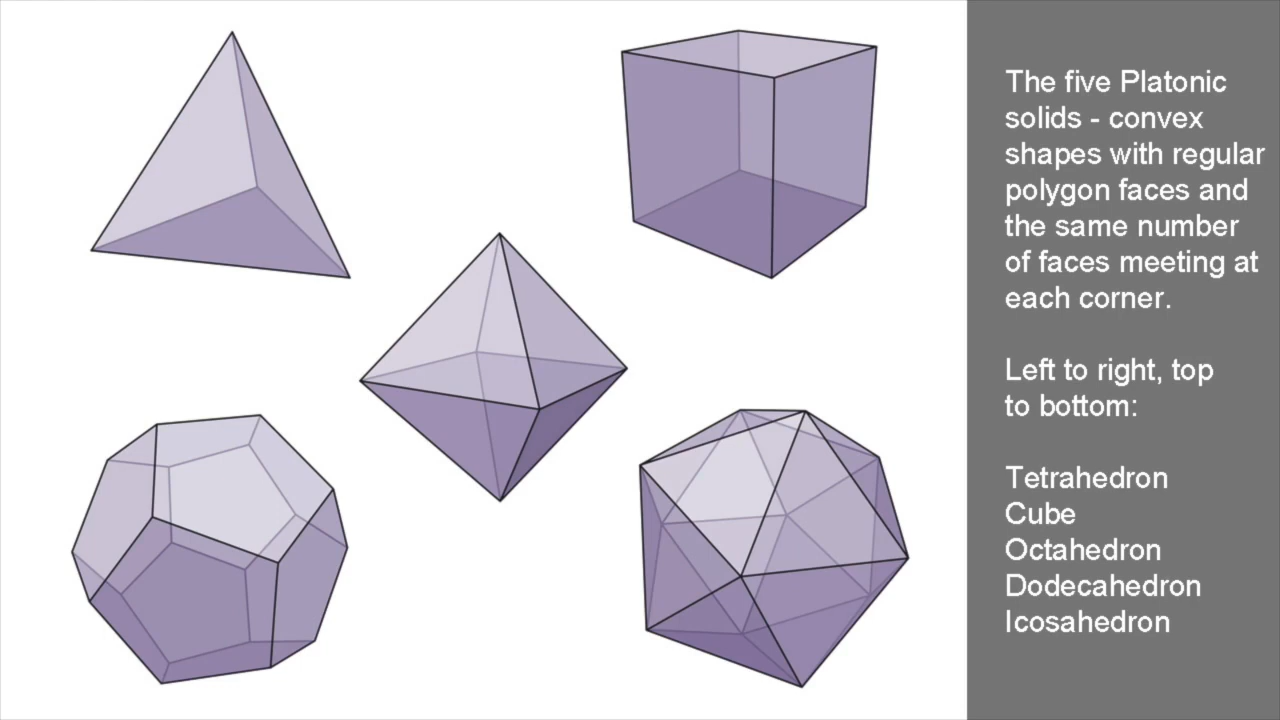 The five Platonic
solids - convex
shapes with regular
polygon faces and
the same number
of faces meeting at
each corner.
Left to right, top
to bottom:
Tetrahedron
Cube
Octahedron
Dodecahedron
Icosahedron